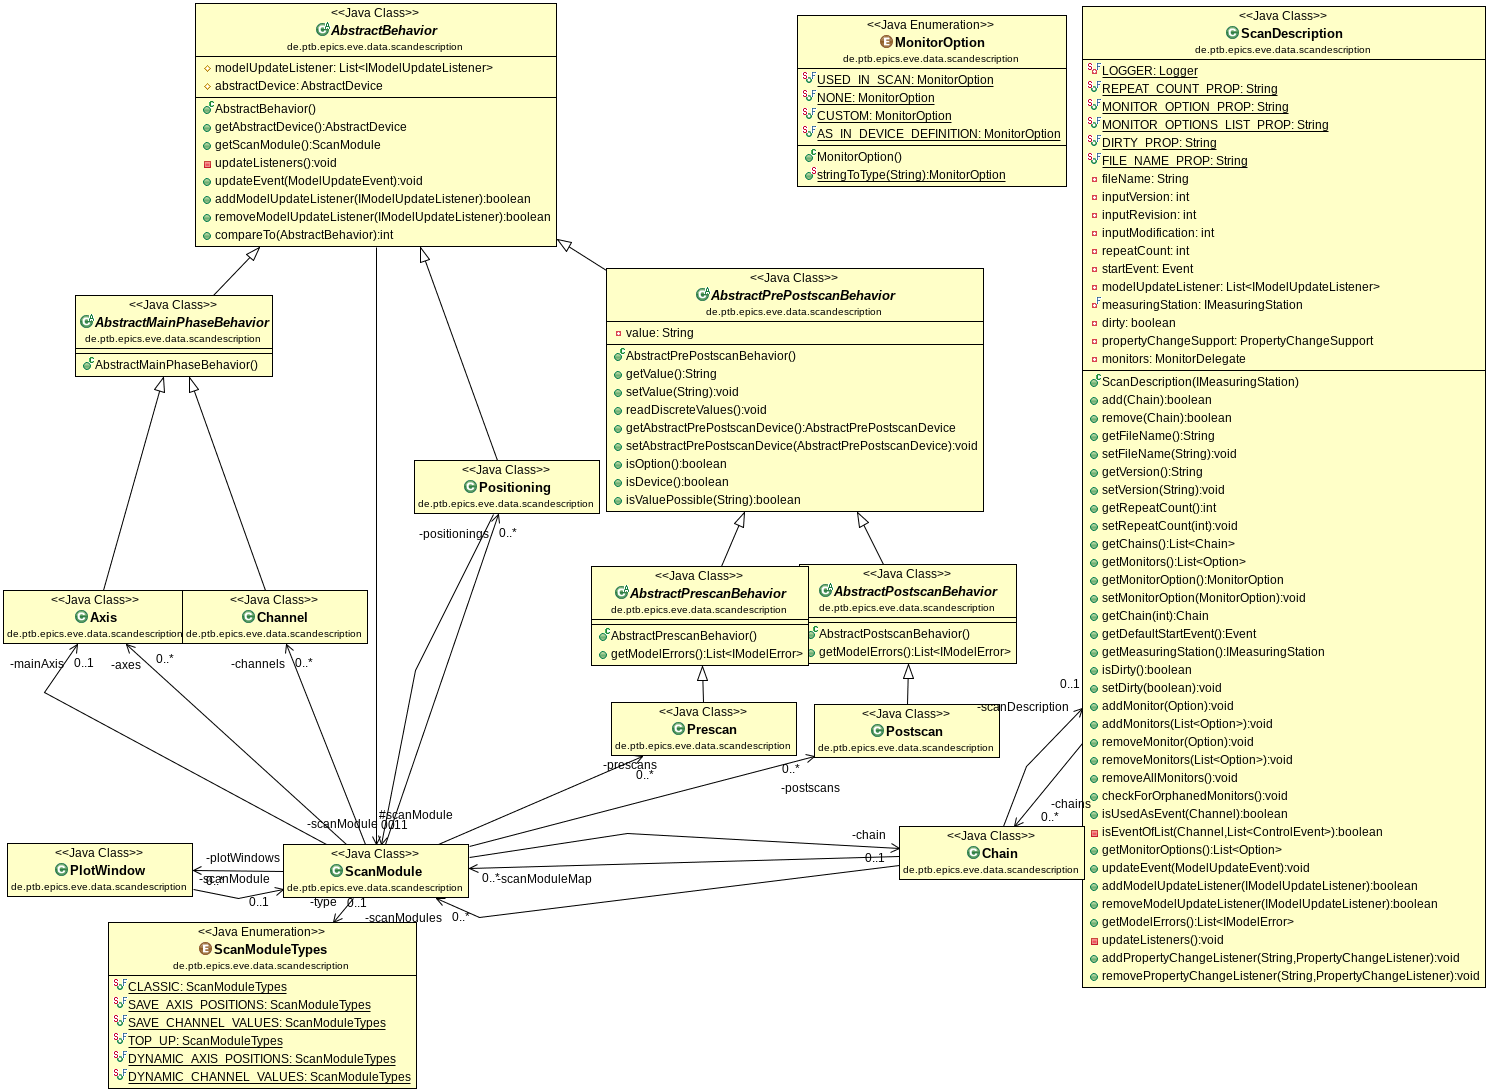 <<Java Class>>
AbstractBehavior
de.ptb.epics.eve.data.scandescription
modelUpdateListener: List<IModelUpdateListener>
abstractDevice: AbstractDevice
AbstractBehavior()
getAbstractDevice():AbstractDevice
getScanModule():ScanModule
updateListeners():void
updateEvent(ModelUpdateEvent):void
addModelUpdateListener(IModelUpdateListener):boolean
removeModelUpdateListener(IModelUpdateListener):boolean
compareTo(AbstractBehavior):int
<<Java Enumeration>>
MonitorOption
de.ptb.epics.eve.data.scandescription
USED_IN_SCAN: MonitorOption
NONE: MonitorOption
CUSTOM: MonitorOption
AS_IN_DEVICE_DEFINITION: MonitorOption
MonitorOption()
stringToType(String):MonitorOption
<<Java Class>>
ScanDescription
de.ptb.epics.eve.data.scandescription
LOGGER: Logger
REPEAT_COUNT_PROP: String
MONITOR_OPTION_PROP: String
MONITOR_OPTIONS_LIST_PROP: String
DIRTY_PROP: String
FILE_NAME_PROP: String
fileName: String
inputVersion: int
inputRevision: int
inputModification: int
repeatCount: int
startEvent: Event
modelUpdateListener: List<IModelUpdateListener>
measuringStation: IMeasuringStation
dirty: boolean
propertyChangeSupport: PropertyChangeSupport
monitors: MonitorDelegate
ScanDescription(IMeasuringStation)
add(Chain):boolean
remove(Chain):boolean
getFileName():String
setFileName(String):void
getVersion():String
setVersion(String):void
getRepeatCount():int
setRepeatCount(int):void
getChains():List<Chain>
getMonitors():List<Option>
getMonitorOption():MonitorOption
setMonitorOption(MonitorOption):void
getChain(int):Chain
getDefaultStartEvent():Event
getMeasuringStation():IMeasuringStation
isDirty():boolean
setDirty(boolean):void
addMonitor(Option):void
addMonitors(List<Option>):void
removeMonitor(Option):void
removeMonitors(List<Option>):void
removeAllMonitors():void
checkForOrphanedMonitors():void
isUsedAsEvent(Channel):boolean
isEventOfList(Channel,List<ControlEvent>):boolean
getMonitorOptions():List<Option>
updateEvent(ModelUpdateEvent):void
addModelUpdateListener(IModelUpdateListener):boolean
removeModelUpdateListener(IModelUpdateListener):boolean
getModelErrors():List<IModelError>
updateListeners():void
addPropertyChangeListener(String,PropertyChangeListener):void
removePropertyChangeListener(String,PropertyChangeListener):void
<<Java Class>>
AbstractMainPhaseBehavior
de.ptb.epics.eve.data.scandescription
AbstractMainPhaseBehavior()
<<Java Class>>
AbstractPrePostscanBehavior
de.ptb.epics.eve.data.scandescription
value: String
AbstractPrePostscanBehavior()
getValue():String
setValue(String):void
readDiscreteValues():void
getAbstractPrePostscanDevice():AbstractPrePostscanDevice
setAbstractPrePostscanDevice(AbstractPrePostscanDevice):void
isOption():boolean
isDevice():boolean
isValuePossible(String):boolean
<<Java Class>>
Positioning
de.ptb.epics.eve.data.scandescription
-positionings 0..*
<<Java Class>>
AbstractPrescanBehavior
de.ptb.epics.eve.data.scandescription
AbstractPrescanBehavior()
getModelErrors():List<IModelError>
<<Java Class>>
AbstractPostscanBehavior
de.ptb.epics.eve.data.scandescription
AbstractPostscanBehavior()
getModelErrors():List<IModelError>
<<Java Class>>
Axis
de.ptb.epics.eve.data.scandescription
<<Java Class>>
Channel
de.ptb.epics.eve.data.scandescription
-mainAxis 0..1
-axes 0..*
-channels 0..*
<<Java Class>>
Prescan
de.ptb.epics.eve.data.scandescription
-prescans
0..*
<<Java Class>>
Postscan
de.ptb.epics.eve.data.scandescription
0..*
-postscans
0..1
-scanDescription
-chains
0..*
-scanModule
#scanModule
-chain
0..1
<<Java Class>>
Chain
de.ptb.epics.eve.data.scandescription
<<Java Class>>
PlotWindow
de.ptb.epics.eve.data.scandescription
-plotWindows
0..*
-scanModule
0..1
<<Java Class>>
ScanModule
de.ptb.epics.eve.data.scandescription
0..*
-scanModuleMap
-type
0..1
-scanModules
0..*
<<Java Enumeration>>
ScanModuleTypes
de.ptb.epics.eve.data.scandescription
CLASSIC: ScanModuleTypes
SAVE_AXIS_POSITIONS: ScanModuleTypes
SAVE_CHANNEL_VALUES: ScanModuleTypes
TOP_UP: ScanModuleTypes
DYNAMIC_AXIS_POSITIONS: ScanModuleTypes
DYNAMIC_CHANNEL_VALUES: ScanModuleTypes